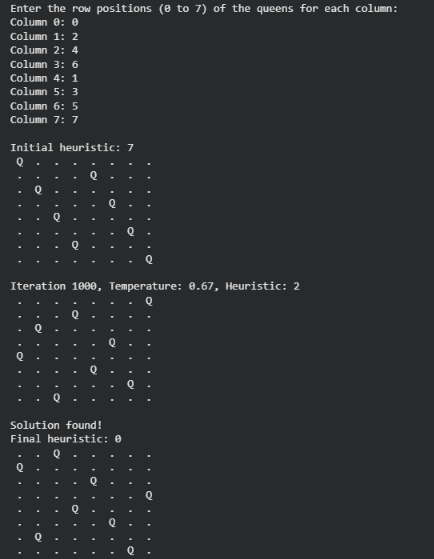 Enter the row positions (0 to 7) of the queens for each column:
Column 0: 0
Column 1: 2
Column 2: 4
Column 3: 6
Column 4: 1
Column 5: 3
Column 6: 5
Column 7: 7
Initial heuristic: 7
Q . . . . . . .
. . . . Q . . .
. Q . . . . . .
. . . . . Q . .
. . Q . . . . .
. . . . . . Q .
. . . Q . . . .
. . . . . . . Q
Iteration 1000, Temperature: 0.67, Heuristic: 2
. . . . . . . Q
. . . Q . . . .
. Q . . . . . .
. . . . . Q . .
Q . . . . . . .
. . . . Q . . .
. . . . . . Q .
. . Q . . . . .
Solution found!
Final heuristic: 0
. . Q . . . . .
Q . . . . . . .
. . . . Q . . .
. . . . . . . Q
. . . Q . . . .
. . . . . Q . .
. Q . . . . . .
. . . . . . Q .